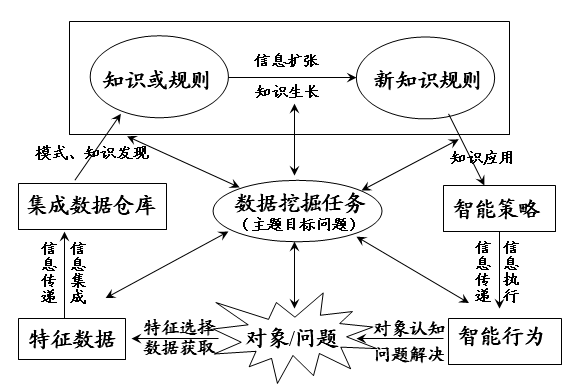 信息扩张
知识或规则
新知识规则
知识生长
模式、知识发现
知识应用
集成数据仓库
数据挖掘任务
（主题目标问题）
智能策略
信息传递
信息集成
信息传递
信息执行
特征数据
特征选择
数据获取
对象/问题
对象认知
问题解决
智能行为